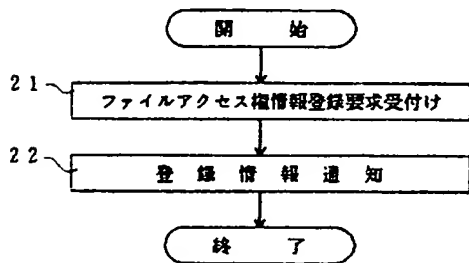 開 始
21
ファイルアクセス権情報登録要求受付け
22
登 録 情 報 通 知
終 了